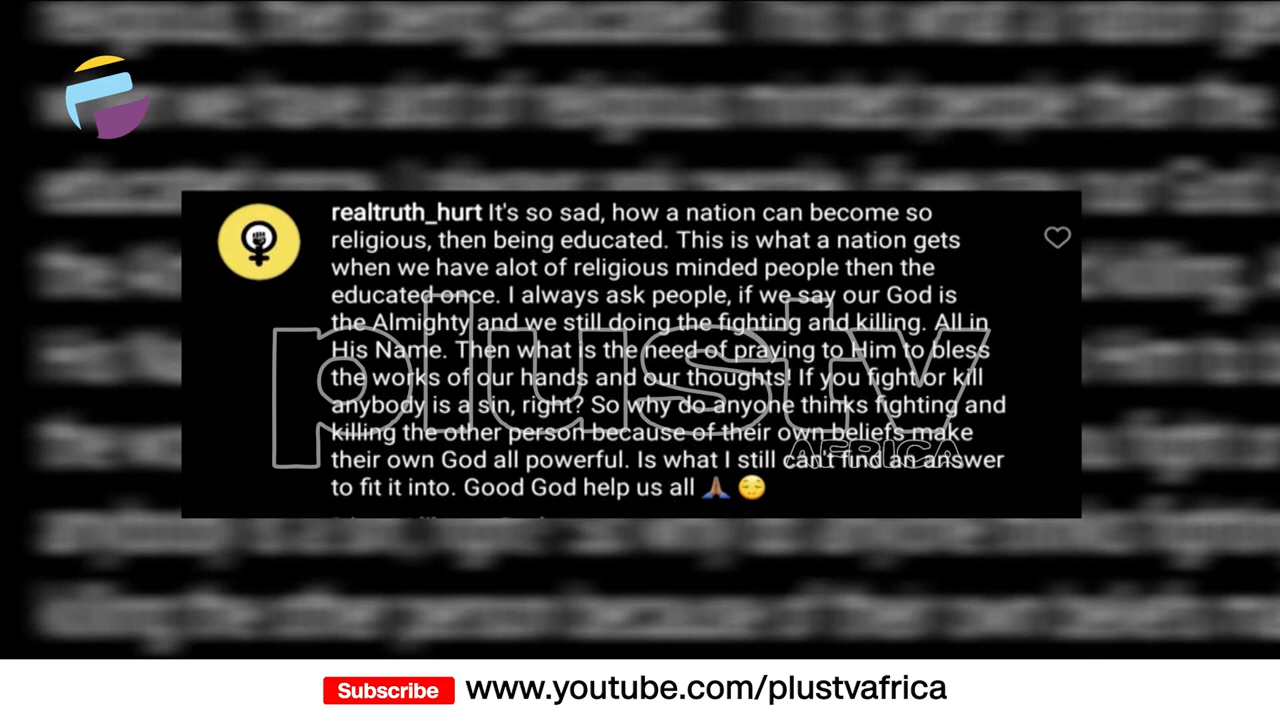 realtruth_hurt It's so sad, how a nation can become so
religious, then being educated. This is what a nation gets
when we have alot of religious minded people then the
educated once. I always ask people, if we say our God is
the Almighty and we still doing the fighting and killing. All in
His Name. Then what is the need of praying to Him to bless
the works of our hands and our thoughts! If you fight or kill
anybody is a sin, right? So why do anyone thinks fighting and
killing the other person because of their own beliefs make
their own God all powerful. Is what I still can't find an answer
to fit it into. Good God help us all 🙏🏽 😌
plustv
AFRICA
Subscribe www.youtube.com/plustvafrica